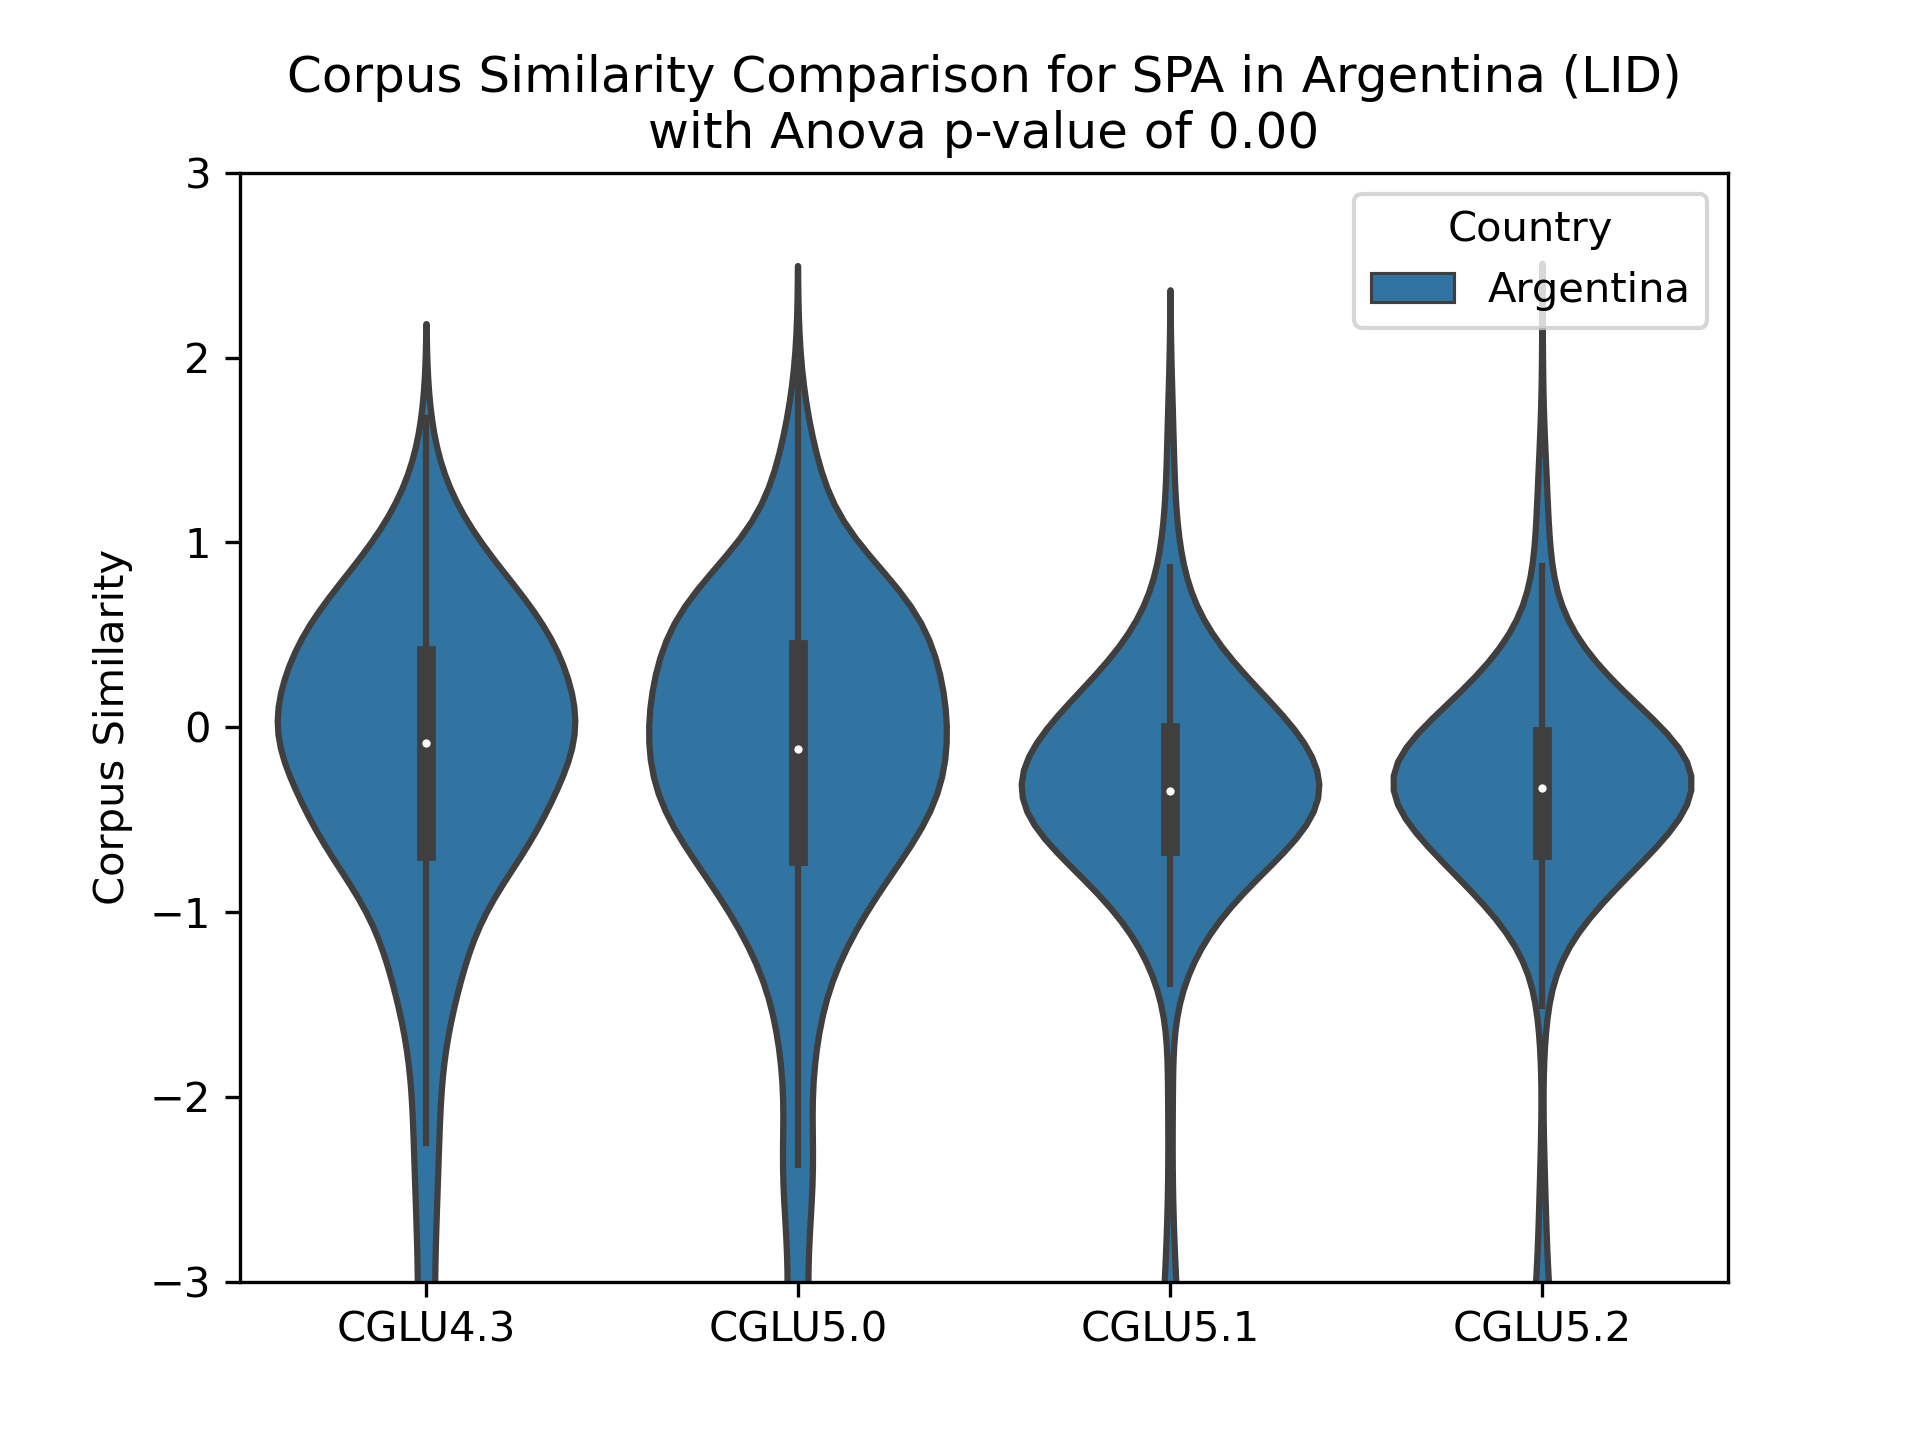 Corpus Similarity Comparison for SPA in Argentina (LID)
with Anova p-value of 0.00
Country
Argentina
Corpus Similarity
3
2
1
0
−1
−2
−3
CGLU4.3
CGLU5.0
CGLU5.1
CGLU5.2